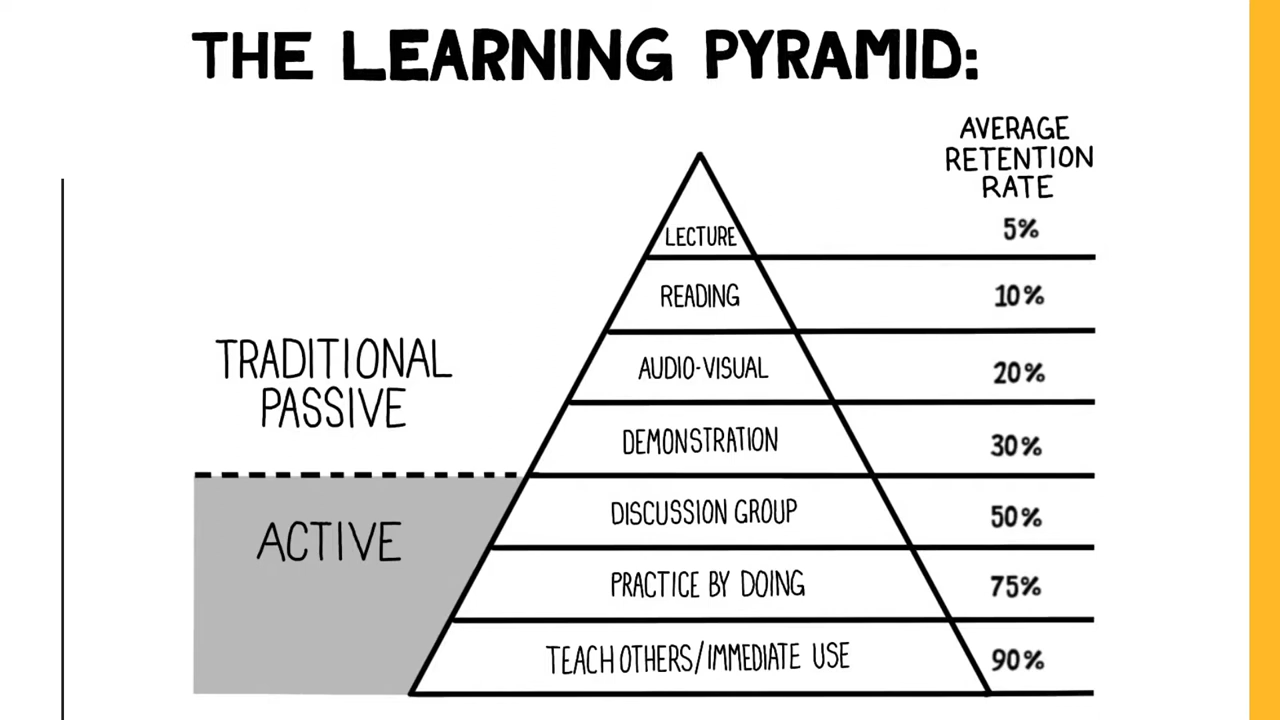 THE LEARNING PYRAMID:
AVERAGE
RETENTION
RATE
LECTURE 5%
READING 10%
AUDIO-VISUAL 20%
TRADITIONAL
PASSIVE
DEMONSTRATION 30%
DISCUSSION GROUP 50%
ACTIVE
PRACTICE BY DOING 75%
TEACH OTHERS/IMMEDIATE USE 90%